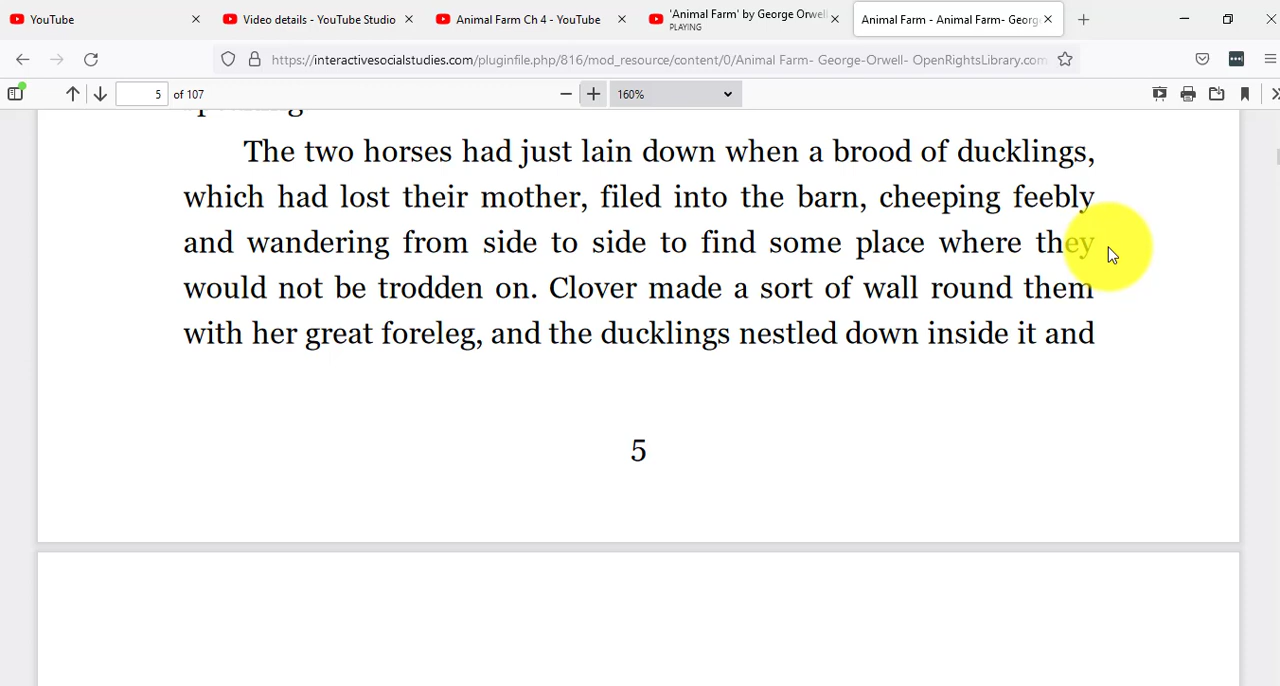 YouTube
Video details - YouTube Studio
Animal Farm Ch 4 - YouTube
'Animal Farm' by George Orwell
PLAYING
Animal Farm - Animal Farm- Georg
https://interactivesocialstudies.com/pluginfile.php/816/mod_resource/content/0/Animal Farm- George-Orwell- OpenRightsLibrary.com
5 of 107
160%
The two horses had just lain down when a brood of ducklings,
which had lost their mother, filed into the barn, cheeping feebly
and wandering from side to side to find some place where they
would not be trodden on. Clover made a sort of wall round them
with her great foreleg, and the ducklings nestled down inside it and
5